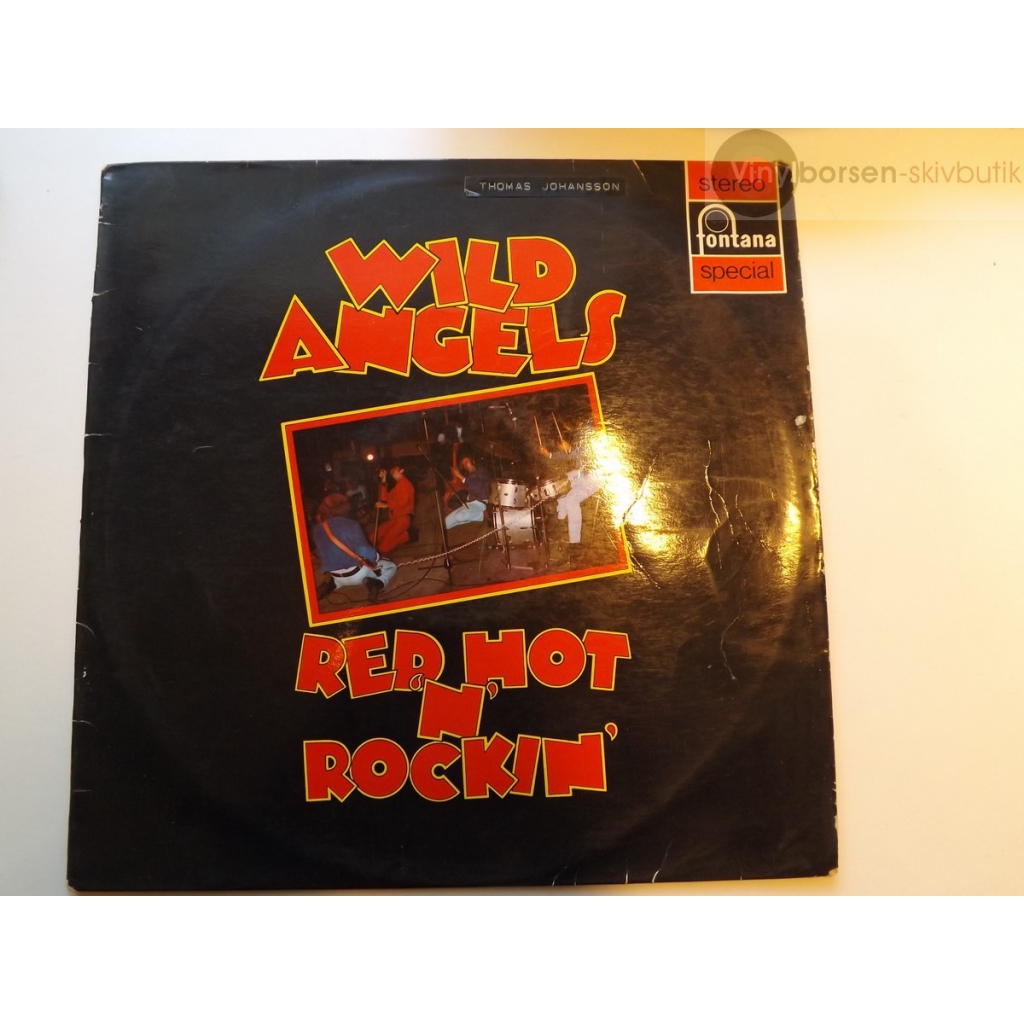 Vinylborsen-skivbutik
THOMAS JOHANSSON
stereo
fontana
special
WILD
ANGELS
RED HOT
'N'
ROCKIN'